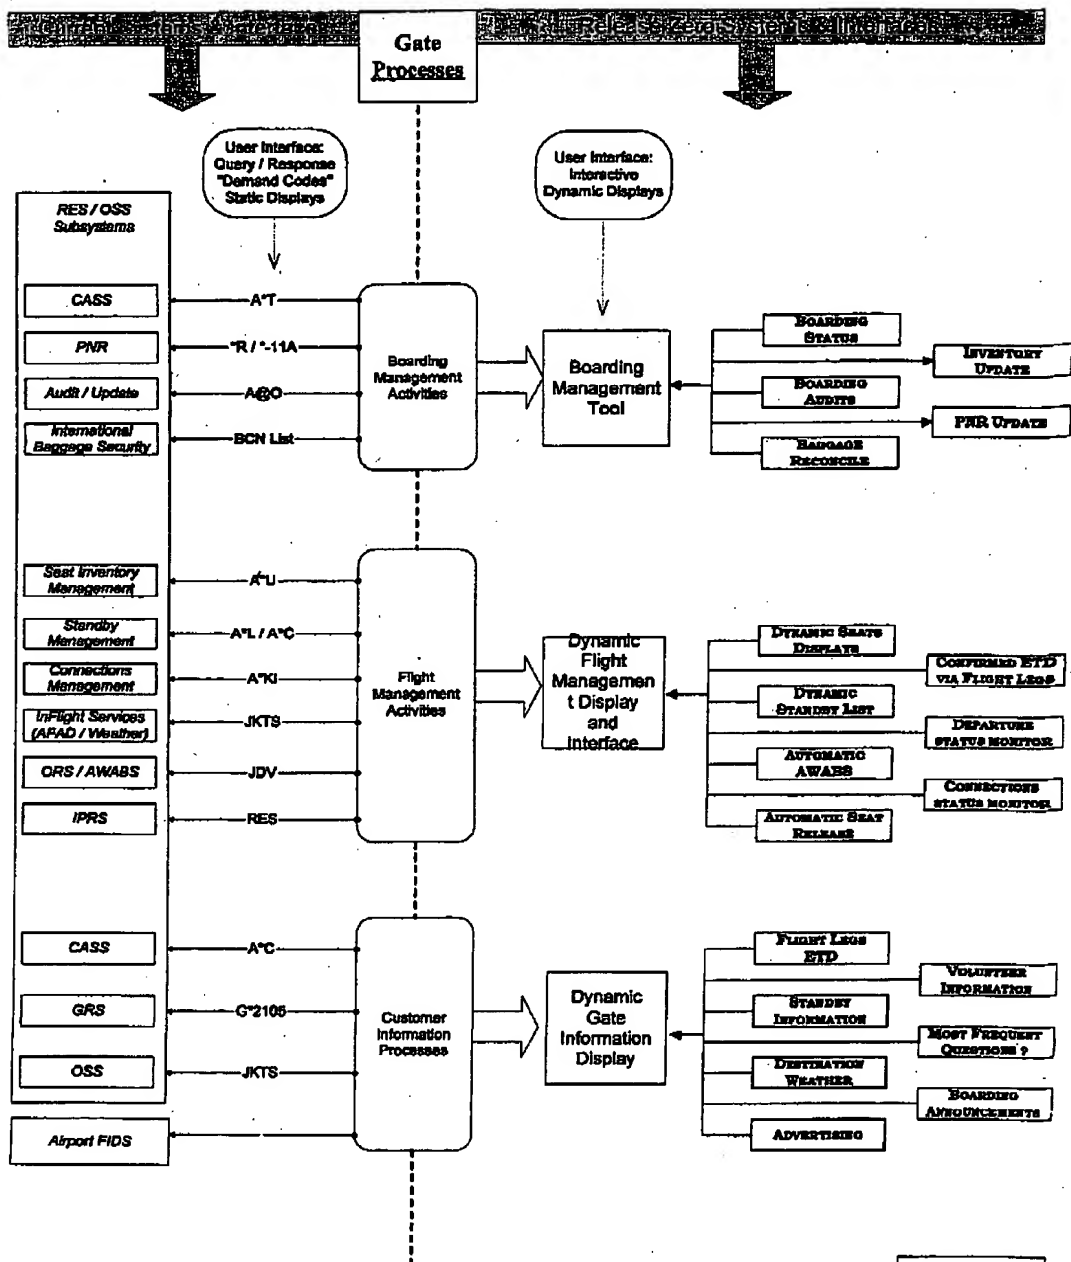 Gate
Processes
User Interface:
Query / Response
"Demand Codes"
Static Displays
User Interface:
Interactive
Dynamic Displays
RES / OSS
Subsystems
CASS
A*T
PNR
*R / *-11A
Audit / Update
A@O
International
Baggage Security
BCN List
Boarding
Management
Activities
Boarding
Management
Tool
BOARDING
STATUS
INVENTORY
UPDATE
BOARDING
AUDITS
PNR UPDATE
BAGGAGE
RECONCILE
Seat Inventory
Management
A*U
Standby
Management
A*L / A*C
Connections
Management
A*KI
InFlight Services
(AFAD / Weather)
JKTS
ORS / AWABS
JDV
IPRS
RES
Flight
Management
Activities
Dynamic
Flight
Managemen
t Display
and
Interface
DYNAMIC SEATS
DISPLAYS
CONFIRMED ETD
VIA FLIGHT LEGS
DYNAMIC
STANDBY LIST
DEPARTURE
STATUS MONITOR
AUTOMATIC
AWABS
CONNECTIONS
STATUS MONITOR
AUTOMATIC SEAT
RELEASE
CASS
A*C
GRS
G*2105
OSS
JKTS
Airport FIDS
Customer
Information
Processes
Dynamic
Gate
Information
Display
FLIGHT LEGS
ETD
VOLUNTEER
INFORMATION
STANDBY
INFORMATION
MOST FREQUENT
QUESTIONS ?
DESTINATION
WEATHER
BOARDING
ANNOUNCEMENTS
ADVERTISING